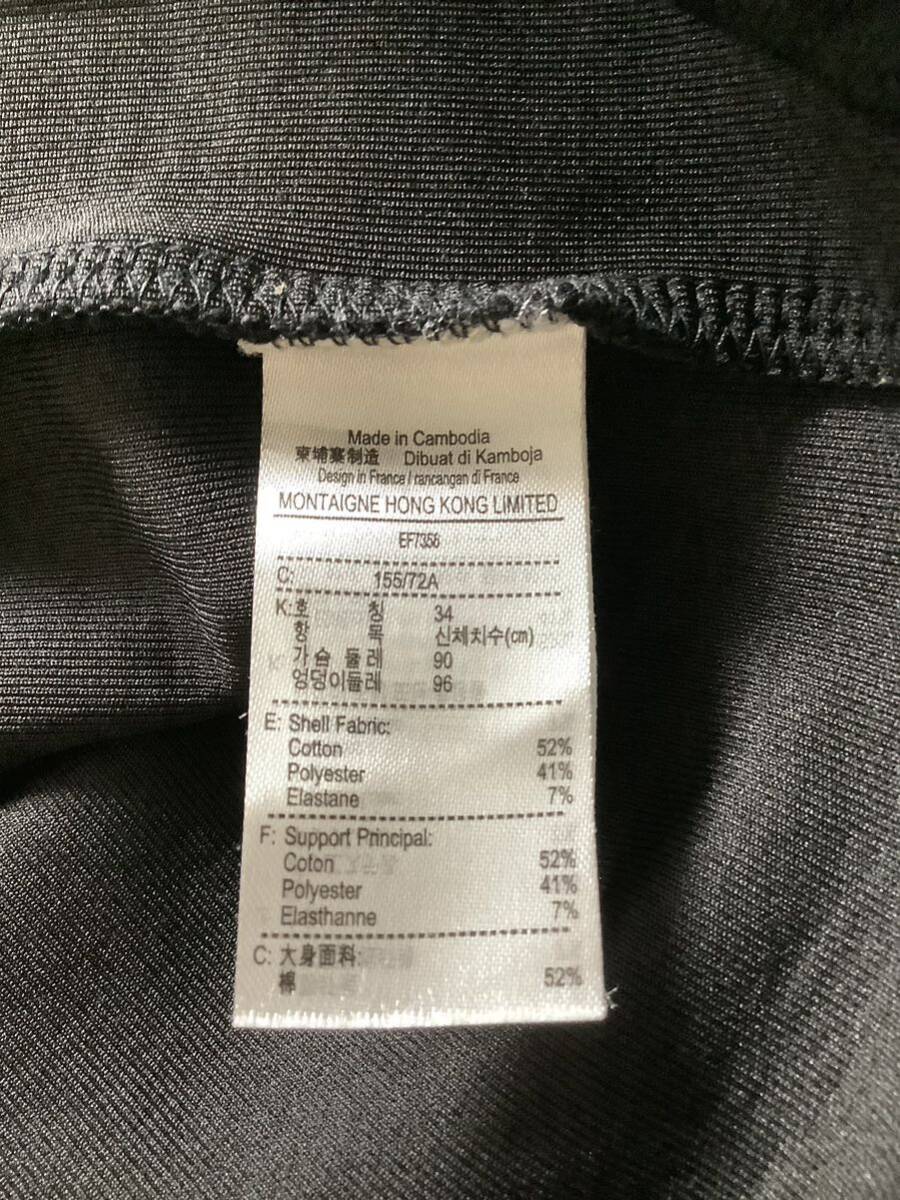 Made in Cambodia
柬埔寨制造 Dibuat di Kamboja
Design in France / rancangan di France
MONTAIGNE HONG KONG LIMITED
EF7358
C: 155/72A
K:호 칭 34
항 목 신체치수(cm)
가슴 둘레 90
엉덩이둘레 96
E: Shell Fabric:
Cotton 52%
Polyester 41%
Elastane 7%
F: Support Principal:
Coton 52%
Polyester 41%
Elasthanne 7%
C: 大身面料:
棉 52%